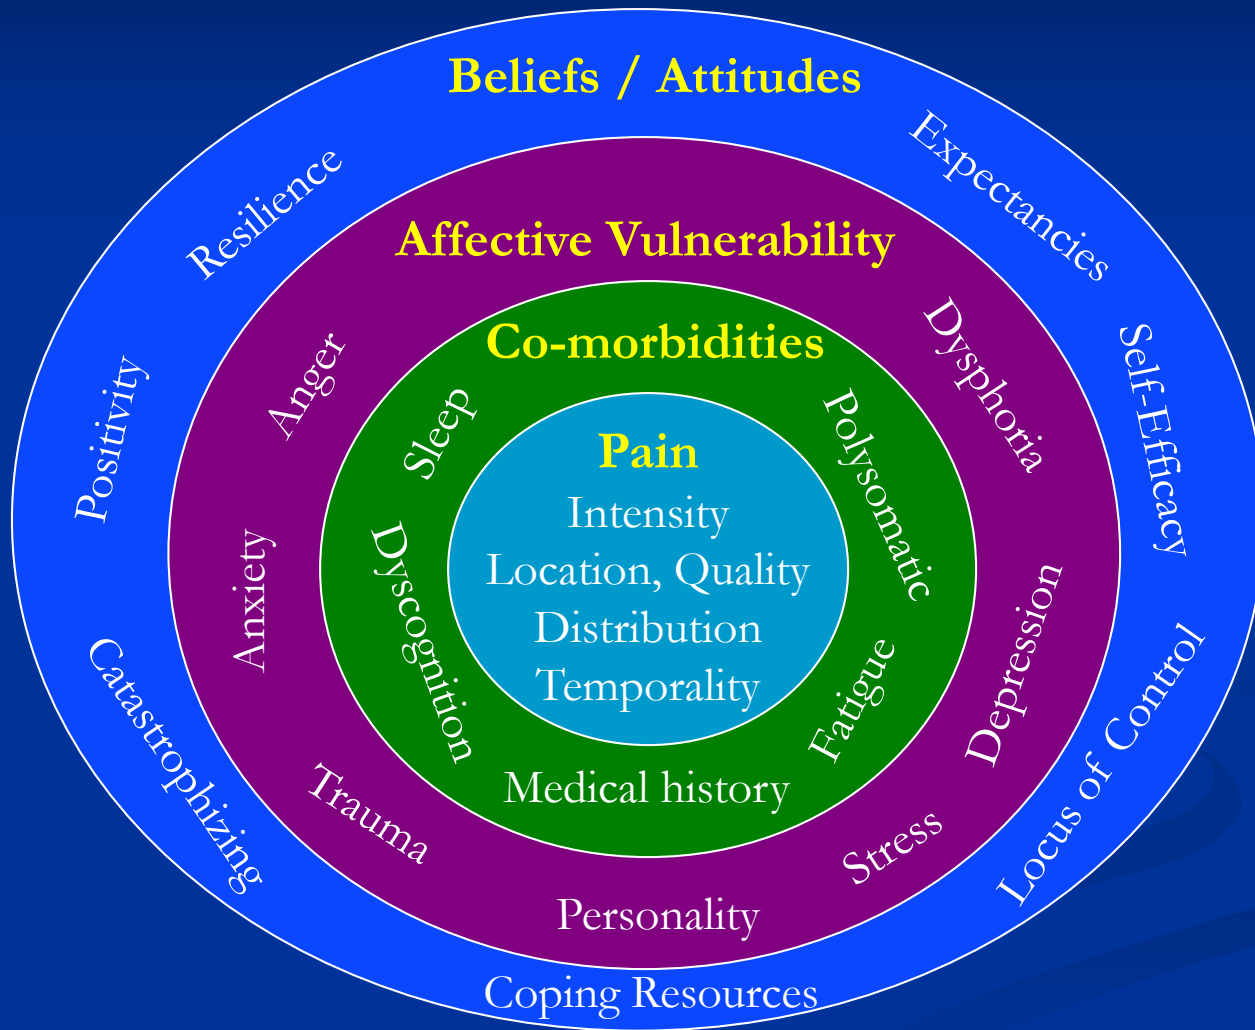 Beliefs / Attitudes
Expectancies
Self-Efficacy
Locus of Control
Coping Resources
Catastrophizing
Positivity
Resilience
Affective Vulnerability
Dysphoria
Depression
Stress
Personality
Trauma
Anxiety
Anger
Co-morbidities
Polysomatic
Fatigue
Medical history
Dyscognition
Sleep
Pain
Intensity
Location, Quality
Distribution
Temporality